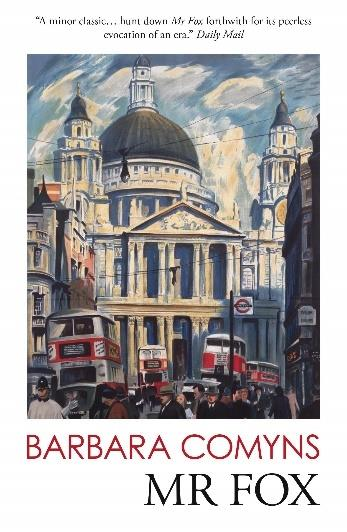 “A minor classic… hunt down Mr Fox forthwith for its peerless
evocation of an era.” Daily Mail
BARBARA COMYNS
MR FOX